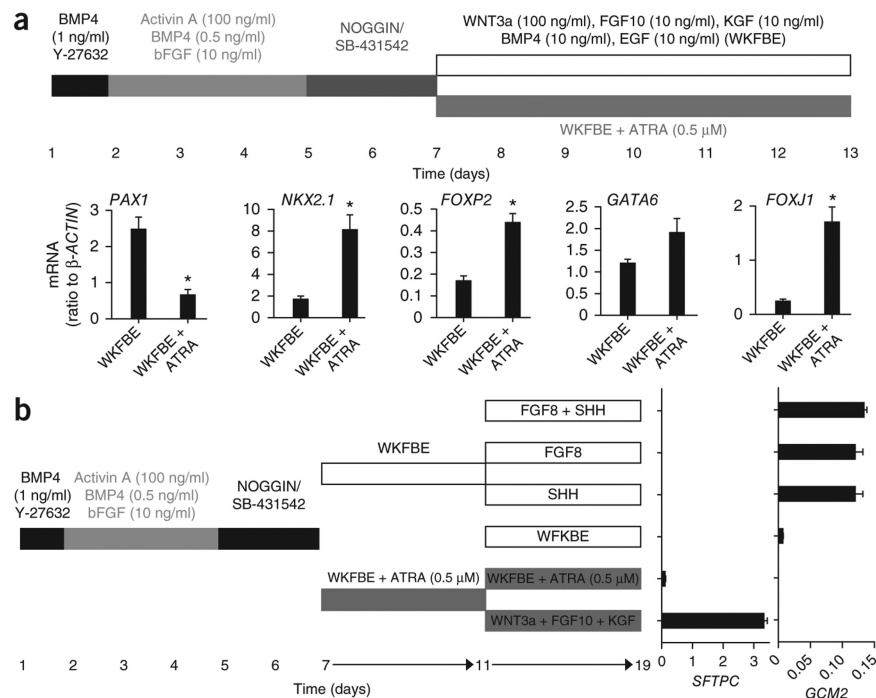 a
BMP4
(1 ng/ml)
Y-27632
Activin A (100 ng/ml)
BMP4 (0.5 ng/ml)
bFGF (10 ng/ml)
NOGGIN/
SB-431542
WNT3a (100 ng/ml), FGF10 (10 ng/ml), KGF (10 ng/ml)
BMP4 (10 ng/ml), EGF (10 ng/ml) (WKFBE)
WKFBE + ATRA (0.5 μM)
1 2 3 4 5 6 7 8 9 10 11 12 13
Time (days)
mRNA
(ratio to β-ACTIN)
PAX1
3
2
1
0
*
WKFBE
WKFBE +
ATRA
NKX2.1
10
8
6
4
2
0
*
WKFBE
WKFBE +
ATRA
FOXP2
0.5
0.4
0.3
0.2
0.1
0
*
WKFBE
WKFBE +
ATRA
GATA6
2.5
2.0
1.5
1.0
0.5
0.0
WKFBE
WKFBE +
ATRA
FOXJ1
2
1
0
*
WKFBE
WKFBE +
ATRA
b
BMP4
(1 ng/ml)
Y-27632
Activin A (100 ng/ml)
BMP4 (0.5 ng/ml)
bFGF (10 ng/ml)
NOGGIN/
SB-431542
WKFBE
FGF8 + SHH
FGF8
SHH
WFKBE
WKFBE + ATRA (0.5 μM)
WKFBE + ATRA (0.5 μM)
WNT3a + FGF10 + KGF
1 2 3 4 5 6 7 11 19
Time (days)
0 1 2 3
SFTPC
0 0.05 0.10 0.15
GCM2